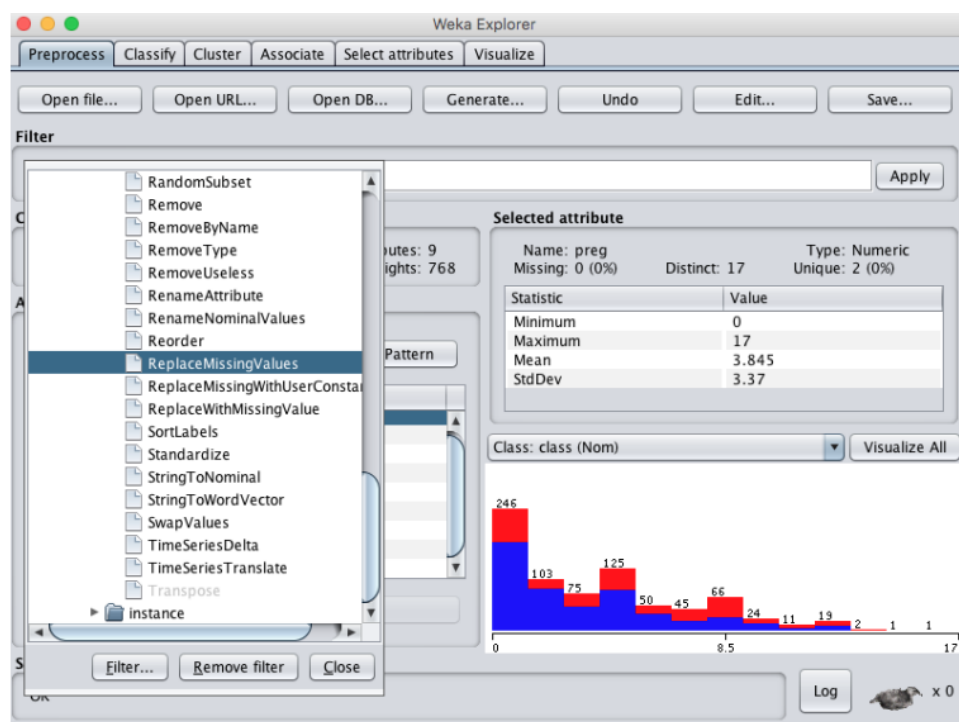 Weka Explorer
Preprocess Classify Cluster Associate Select attributes Visualize
Open file... Open URL... Open DB... Generate... Undo Edit... Save...
Filter
Apply
RandomSubset
Remove
RemoveByName
RemoveType
RemoveUseless
RenameAttribute
RenameNominalValues
Reorder
ReplaceMissingValues
ReplaceMissingWithUserConstan
ReplaceWithMissingValue
SortLabels
Standardize
StringToNominal
StringToWordVector
SwapValues
TimeSeriesDelta
TimeSeriesTranslate
Transpose
instance
Filter... Remove filter Close
C
utes: 9
ights: 768
A
Pattern
S
OK
Selected attribute
Name: preg Type: Numeric
Missing: 0 (0%) Distinct: 17 Unique: 2 (0%)
Statistic Value
Minimum 0
Maximum 17
Mean 3.845
StdDev 3.37
Class: class (Nom) Visualize All
246
103
75
125
50
45
66
24
11
19
2
1
1
0 8.5 17
Log x 0